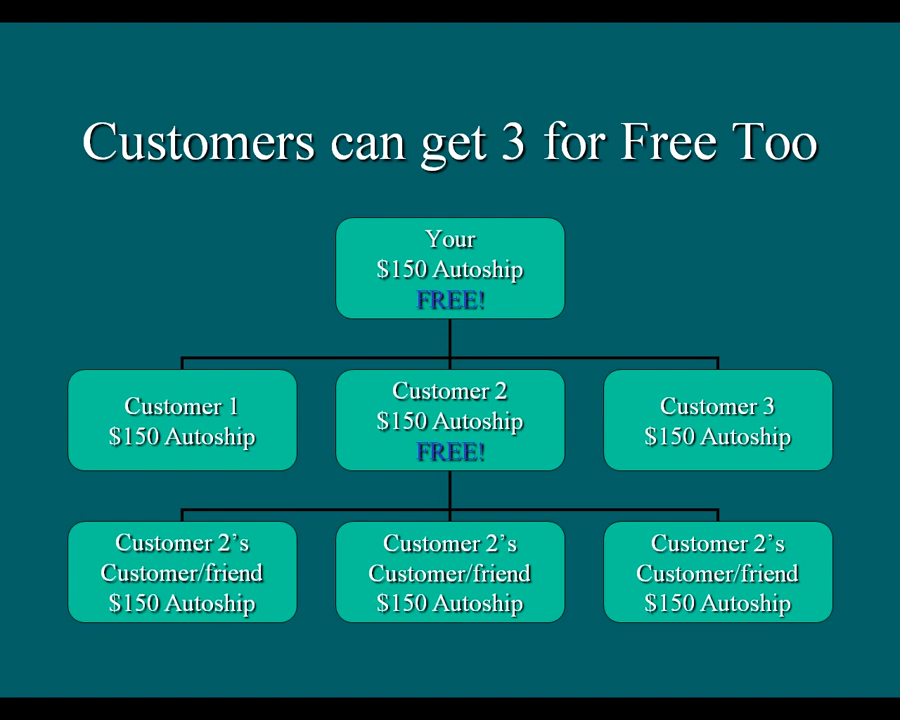 Customers can get 3 for Free Too
Your
$150 Autoship
FREE!
Customer 1
$150 Autoship
Customer 2
$150 Autoship
FREE!
Customer 3
$150 Autoship
Customer 2’s
Customer/friend
$150 Autoship
Customer 2’s
Customer/friend
$150 Autoship
Customer 2’s
Customer/friend
$150 Autoship